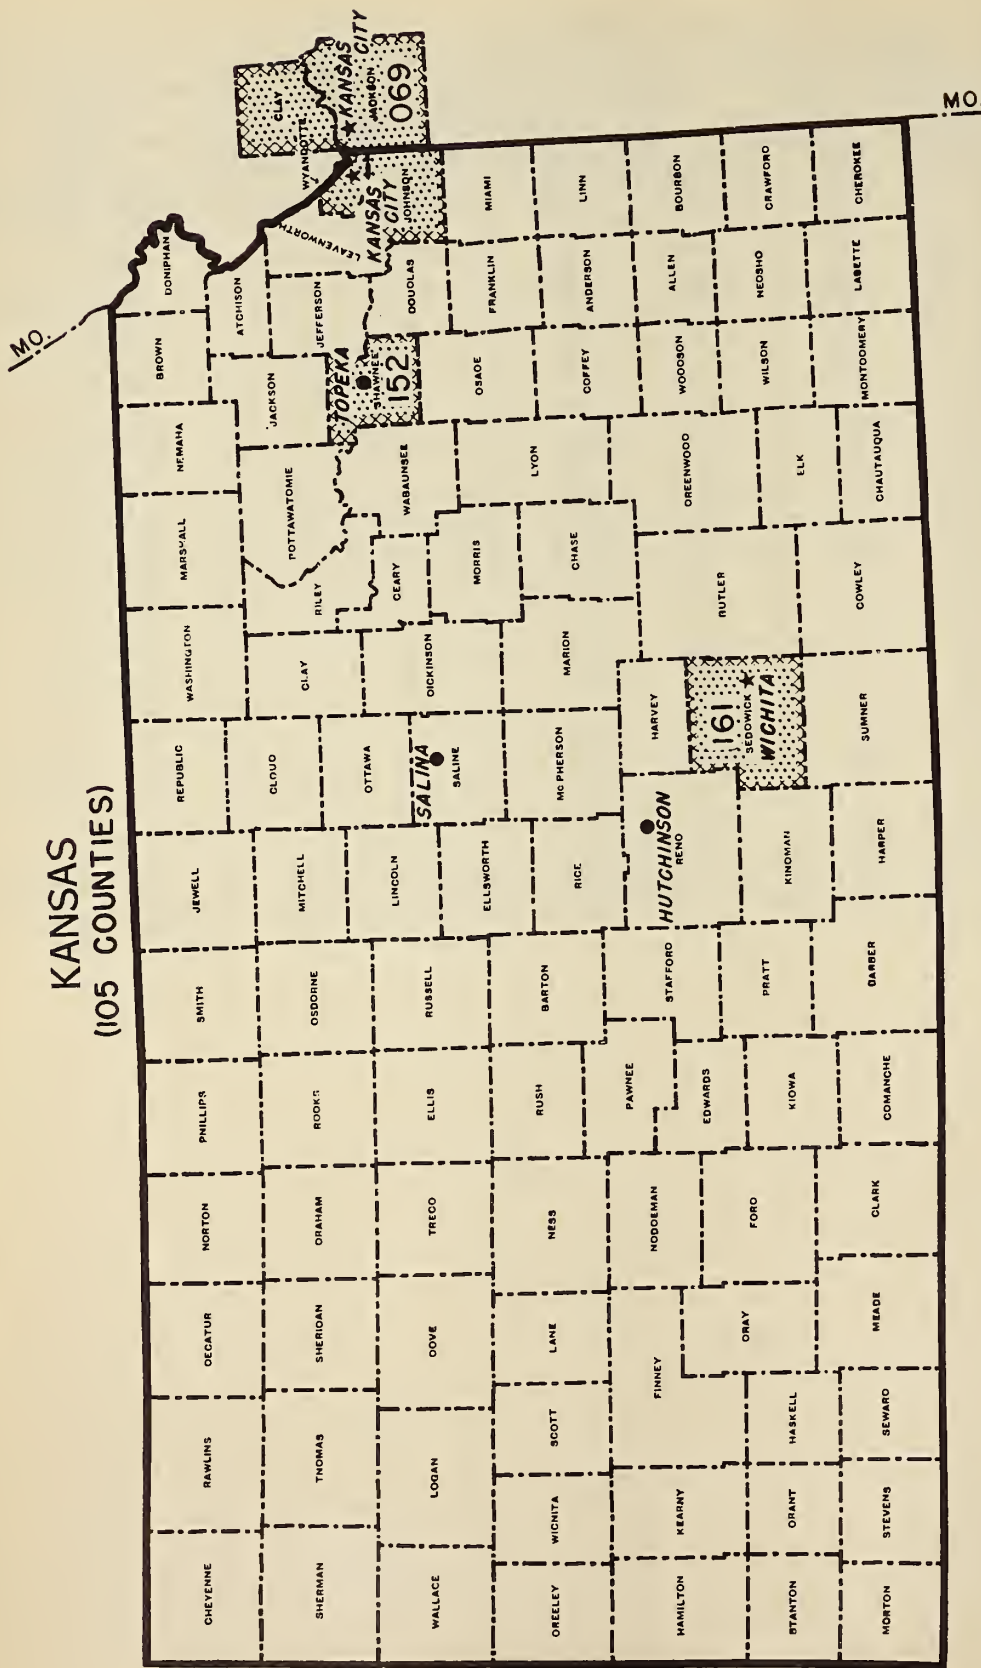 KANSAS
(105 COUNTIES)
MO.
MO.
CHEYENNE
RAWLINS
DECATUR
NORTON
PHILLIPS
SMITH
JEWELL
REPUBLIC
WASHINGTON
MARSHALL
NEMAHA
BROWN
DONIPHAN
SHERMAN
THOMAS
SHERIDAN
GRAHAM
ROOKS
OSBORNE
MITCHELL
CLOUD
CLAY
RILEY
POTTAWATOMIE
JACKSON
ATCHISON
JEFFERSON
LEAVENWORTH
WYANDOTTE
CLAY
KANSAS
CITY
JACKSON
069
WALLACE
LOGAN
GOVE
TREGO
ELLIS
RUSSELL
LINCOLN
OTTAWA
SALINA
SALINE
DICKINSON
GEARY
WABAUNSEE
TOPEKA
SHAWNEE
152
DOUGLAS
KANSAS
CITY
JOHNSON
GREELEY
WICHITA
SCOTT
LANE
NESS
RUSH
BARTON
ELLSWORTH
RICE
MCPHERSON
MARION
MORRIS
CHASE
LYON
OSAGE
FRANKLIN
MIAMI
HAMILTON
KEARNY
FINNEY
HODGEMAN
PAWNEE
STAFFORD
HUTCHINSON
RENO
HARVEY
BUTLER
GREENWOOD
COFFEY
ANDERSON
LINN
STANTON
GRANT
HASKELL
GRAY
FORD
EDWARDS
KIOWA
PRATT
KINGMAN
161
SEDGWICK
WICHITA
ELK
WOODSON
ALLEN
BOURBON
WILSON
NEOSHO
CRAWFORD
MORTON
STEVENS
SEWARD
MEADE
CLARK
COMANCHE
BARBER
HARPER
SUMNER
COWLEY
CHAUTAUQUA
MONTGOMERY
LABETTE
CHEROKEE